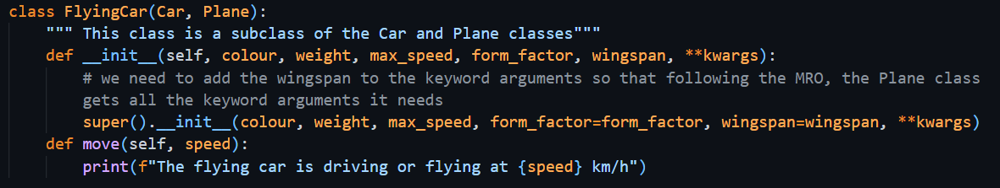 class FlyingCar(Car, Plane):
    """ This class is a subclass of the Car and Plane classes"""
    def __init__(self, colour, weight, max_speed, form_factor, wingspan, **kwargs):
        # we need to add the wingspan to the keyword arguments so that following the MRO, the Plane class
        gets all the keyword arguments it needs
        super().__init__(colour, weight, max_speed, form_factor=form_factor, wingspan=wingspan, **kwargs)
    def move(self, speed):
        print(f"The flying car is driving or flying at {speed} km/h")